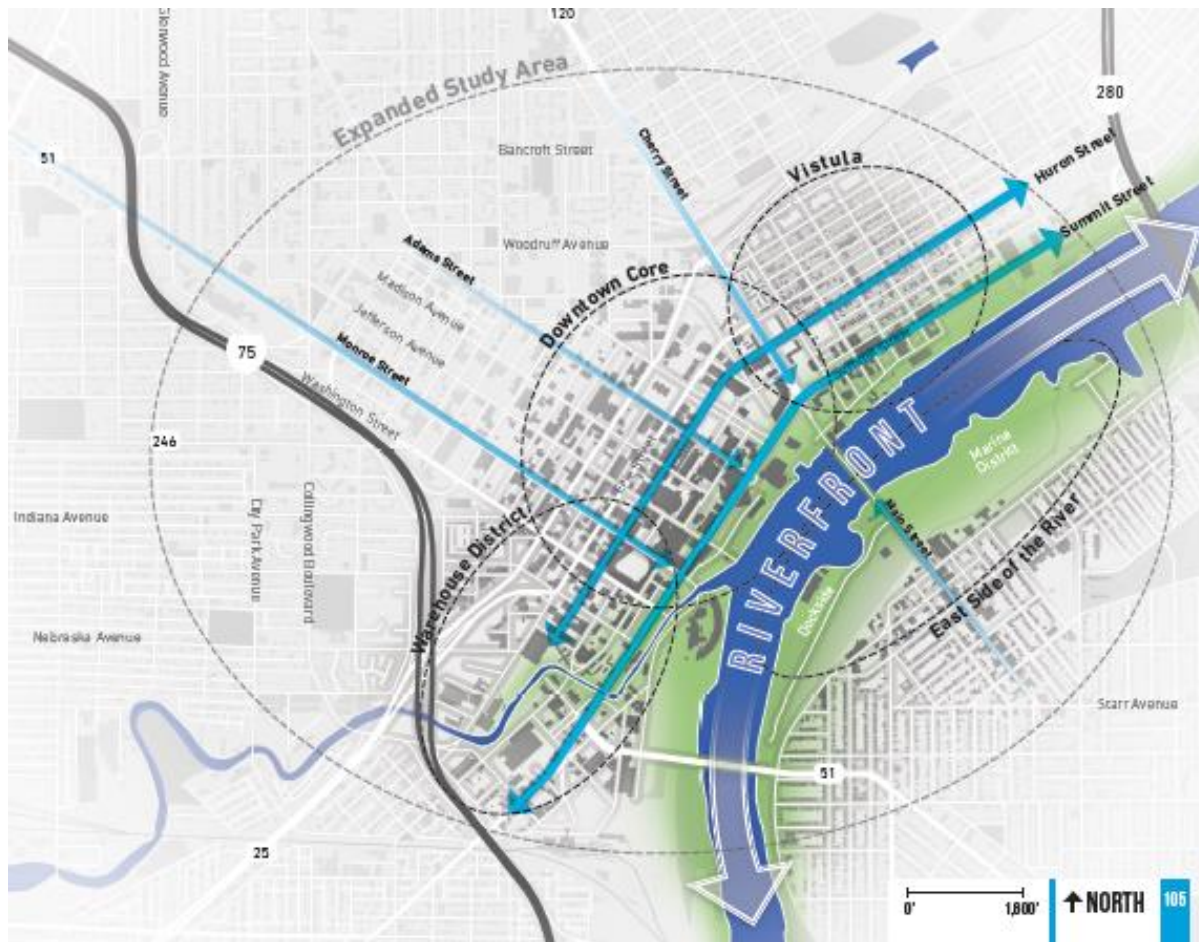 Glenwood Avenue
120
280
Expanded Study Area
51
Bancroft Street
Cherry Street
Vistula
Huron Street
Summit Street
Adams Street
Woodruff Avenue
Madison Avenue
Downtown Core
Jefferson Avenue
Monroe Street
75
Washington Street
246
RIVERFRONT
Marina
District
Indiana Avenue
City Park Avenue
Collingwood Boulevard
Warehouse District
Main Street
East Side of the River
Dockside
Nebraska Avenue
Starr Avenue
51
25
0'
1,800'
NORTH
105